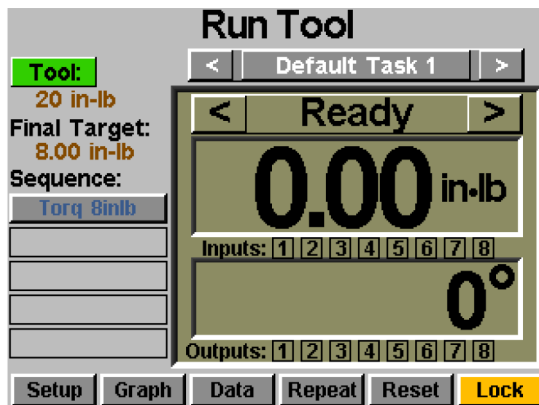 Run Tool
< Default Task 1 >
Tool:
20 in-lb
Final Target:
8.00 in-lb
Sequence:
Torq 8inlb
< Ready >
0.00 in•lb
Inputs: 1 2 3 4 5 6 7 8
0°
Outputs: 1 2 3 4 5 6 7 8
Setup Graph Data Repeat Reset Lock